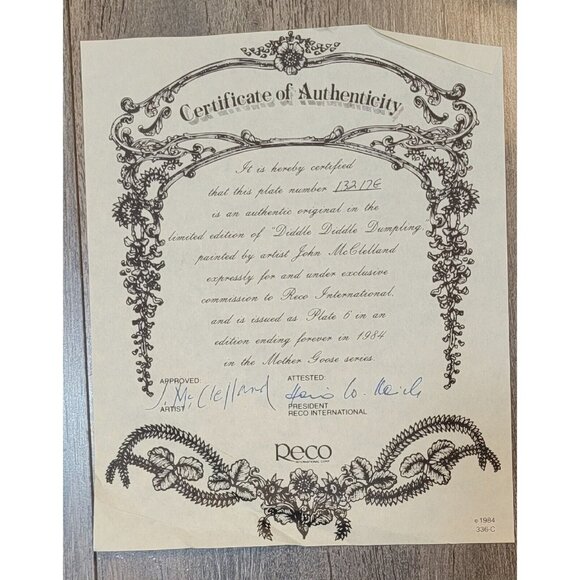 Certificate of Authenticity
It is hereby certified
that this plate number 13217G
is an authentic original in the
limited edition of "Diddle Diddle Dumpling
painted by artist John McClelland
expressly for and under exclusive
commission to Reco International,
and is issued as Plate 6 in an
edition ending forever in 1984
in the Mother Goose series.
APPROVED
ATTESTED
J. McClelland
ARTIST
PRESIDENT
RECO INTERNATIONAL
Reco
INTERNATIONAL CORP.
© 1984
336-C